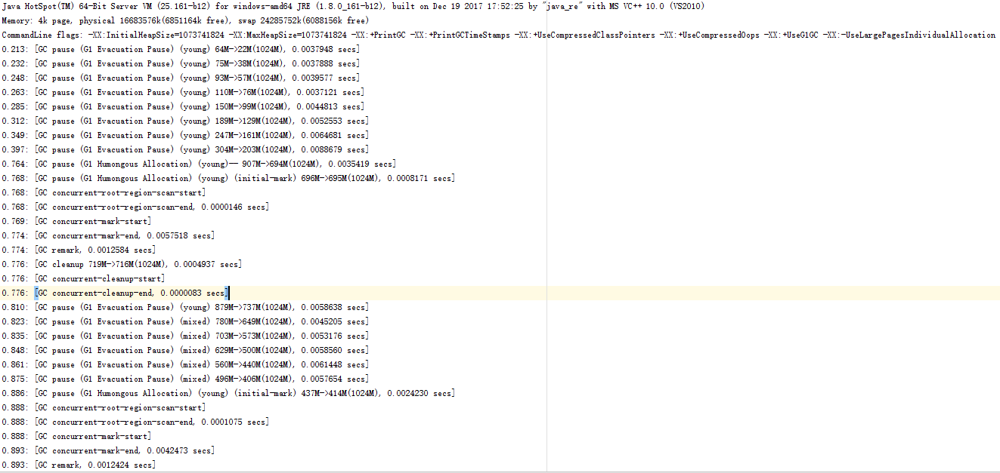 Java HotSpot(TM) 64-Bit Server VM (25.161-b12) for windows-amd64 JRE (1.8.0_161-b12), built on Dec 19 2017 17:52:25 by "java_re" with MS VC++ 10.0 (VS2010)
Memory: 4k page, physical 16683576k(6851164k free), swap 24285752k(6088156k free)
CommandLine flags: -XX:InitialHeapSize=1073741824 -XX:MaxHeapSize=1073741824 -XX:+PrintGC -XX:+PrintGCTimeStamps -XX:+UseCompressedClassPointers -XX:+UseCompressedOops -XX:+UseG1GC -XX:-UseLargePagesIndividualAllocation
0.213: [GC pause (G1 Evacuation Pause) (young) 64M->22M(1024M), 0.0037948 secs]
0.232: [GC pause (G1 Evacuation Pause) (young) 75M->38M(1024M), 0.0037888 secs]
0.248: [GC pause (G1 Evacuation Pause) (young) 93M->57M(1024M), 0.0039577 secs]
0.263: [GC pause (G1 Evacuation Pause) (young) 110M->76M(1024M), 0.0037121 secs]
0.285: [GC pause (G1 Evacuation Pause) (young) 150M->99M(1024M), 0.0044813 secs]
0.312: [GC pause (G1 Evacuation Pause) (young) 189M->129M(1024M), 0.0052553 secs]
0.349: [GC pause (G1 Evacuation Pause) (young) 247M->161M(1024M), 0.0064681 secs]
0.397: [GC pause (G1 Evacuation Pause) (young) 304M->203M(1024M), 0.0088679 secs]
0.764: [GC pause (G1 Humongous Allocation) (young)-- 907M->694M(1024M), 0.0035419 secs]
0.768: [GC pause (G1 Humongous Allocation) (young) (initial-mark) 696M->695M(1024M), 0.0008171 secs]
0.768: [GC concurrent-root-region-scan-start]
0.768: [GC concurrent-root-region-scan-end, 0.0000146 secs]
0.769: [GC concurrent-mark-start]
0.774: [GC concurrent-mark-end, 0.0057518 secs]
0.774: [GC remark, 0.0012584 secs]
0.776: [GC cleanup 719M->716M(1024M), 0.0004937 secs]
0.776: [GC concurrent-cleanup-start]
0.776: [GC concurrent-cleanup-end, 0.0000083 secs]
0.810: [GC pause (G1 Evacuation Pause) (young) 879M->737M(1024M), 0.0058638 secs]
0.823: [GC pause (G1 Evacuation Pause) (mixed) 780M->649M(1024M), 0.0045205 secs]
0.835: [GC pause (G1 Evacuation Pause) (mixed) 703M->573M(1024M), 0.0053176 secs]
0.848: [GC pause (G1 Evacuation Pause) (mixed) 629M->500M(1024M), 0.0058560 secs]
0.861: [GC pause (G1 Evacuation Pause) (mixed) 560M->440M(1024M), 0.0061448 secs]
0.875: [GC pause (G1 Evacuation Pause) (mixed) 496M->406M(1024M), 0.0057654 secs]
0.886: [GC pause (G1 Humongous Allocation) (young) (initial-mark) 437M->414M(1024M), 0.0024230 secs]
0.888: [GC concurrent-root-region-scan-start]
0.888: [GC concurrent-root-region-scan-end, 0.0001075 secs]
0.888: [GC concurrent-mark-start]
0.893: [GC concurrent-mark-end, 0.0042473 secs]
0.893: [GC remark, 0.0012424 secs]